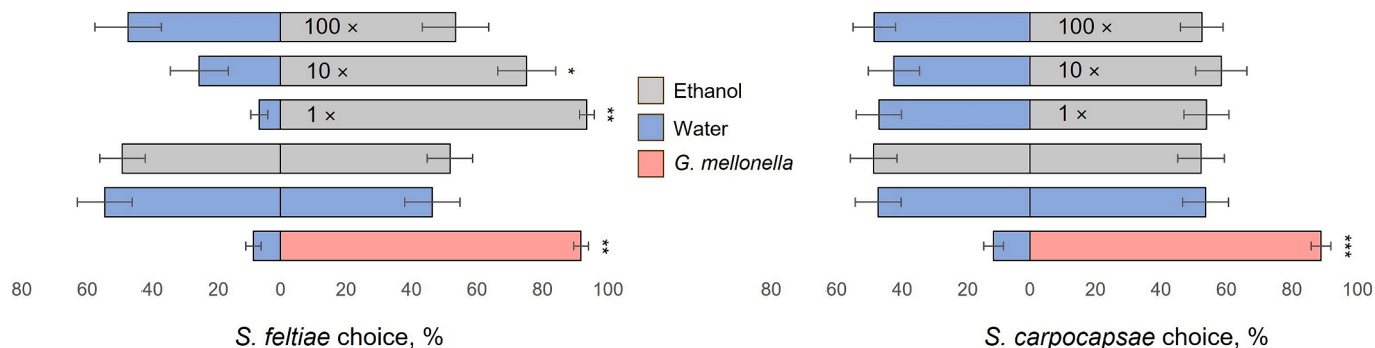 100 ×
10 ×
*
1 ×
**
**
80 60 40 20 0 20 40 60 80 100
S. feltiae choice, %
Ethanol
Water
G. mellonella
100 ×
10 ×
1 ×
***
80 60 40 20 0 20 40 60 80 100
S. carpocapsae choice, %